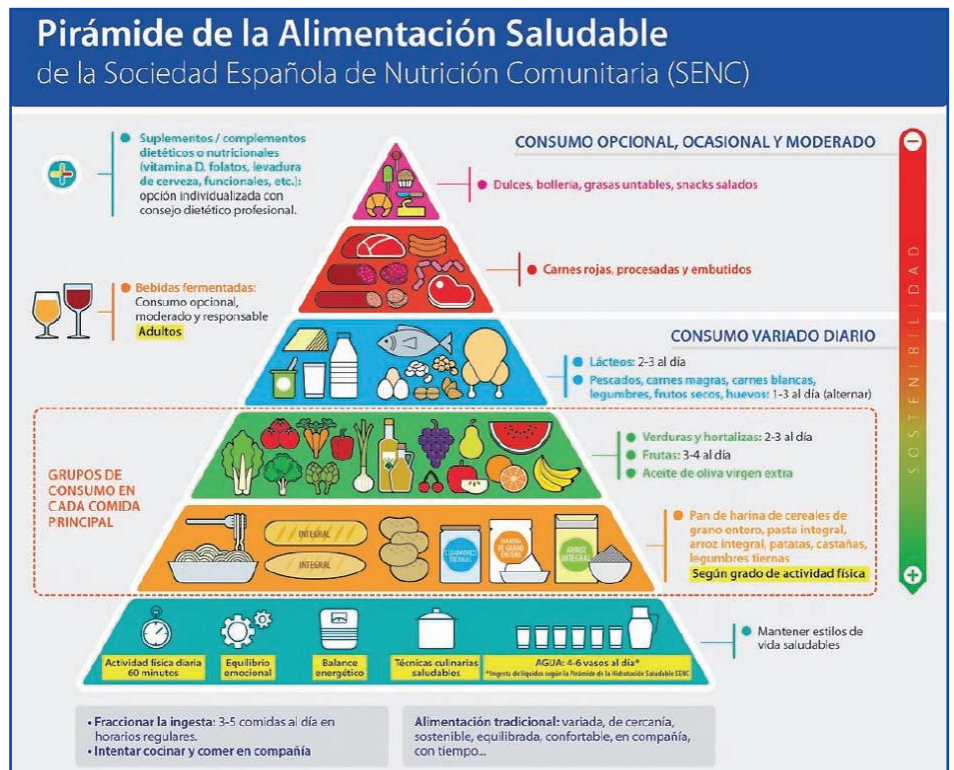 Pirámide de la Alimentación Saludable
de la Sociedad Española de Nutrición Comunitaria (SENC)
Suplementos / complementos
dietéticos o nutricionales
(vitamina D, folatos, levadura
de cerveza, funcionales, etc.):
opción individualizada con
consejo dietético profesional.
CONSUMO OPCIONAL, OCASIONAL Y MODERADO
Dulces, bollería, grasas untables, snacks salados
Carnes rojas, procesadas y embutidos
Bebidas fermentadas:
Consumo opcional,
moderado y responsable
Adultos
CONSUMO VARIADO DIARIO
Lácteos: 2-3 al día
Pescados, carnes magras, carnes blancas,
legumbres, frutos secos, huevos: 1-3 al día (alternar)
SOSTENIBILIDAD
GRUPOS DE
CONSUMO EN
CADA COMIDA
PRINCIPAL
Verduras y hortalizas: 2-3 al día
Frutas: 3-4 al día
Aceite de oliva virgen extra
INTEGRAL
INTEGRAL
LEGUMBRES
TIERNAS
HARINA
DE GRANO
ENTERO
ARROZ
INTEGRAL
Pan de harina de cereales de
grano entero, pasta integral,
arroz integral, patatas, castañas,
legumbres tiernas
Según grado de actividad física
Actividad física diaria
60 minutos
Equilibrio
emocional
Balance
energético
Técnicas culinarias
saludables
AGUA: 4-6 vasos al día*
*Ingesta de líquidos según la Pirámide de la Hidratación Saludable SENC
Mantener estilos de
vida saludables
• Fraccionar la ingesta: 3-5 comidas al día en
horarios regulares.
• Intentar cocinar y comer en compañía
Alimentación tradicional: variada, de cercanía,
sostenible, equilibrada, confortable, en compañía,
con tiempo...